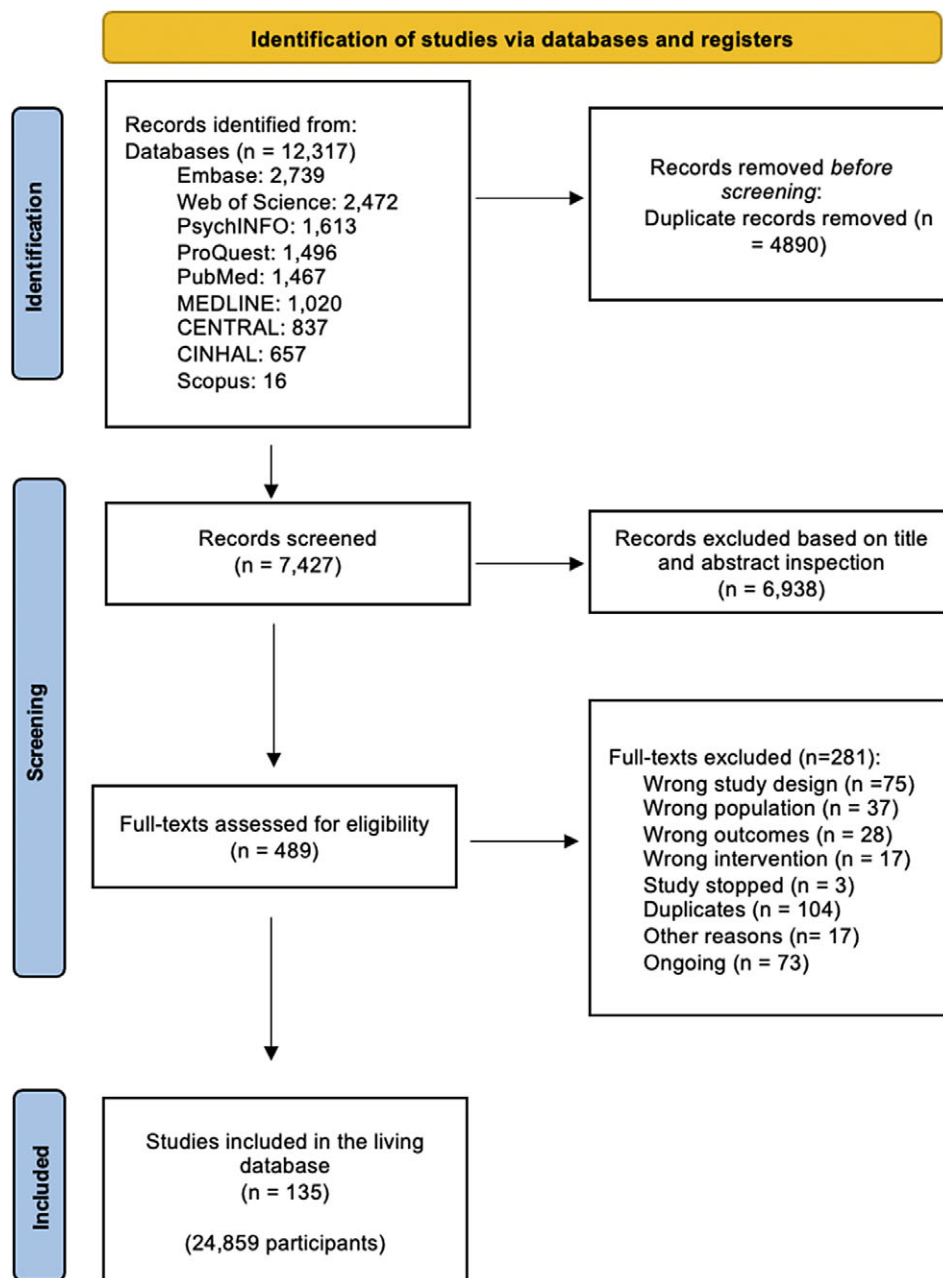 Identification of studies via databases and registers
Identification
Records identified from:
Databases (n = 12,317)
Embase: 2,739
Web of Science: 2,472
PsychINFO: 1,613
ProQuest: 1,496
PubMed: 1,467
MEDLINE: 1,020
CENTRAL: 837
CINHAL: 657
Scopus: 16
Records removed before
screening:
Duplicate records removed (n
= 4890)
Screening
Records screened
(n = 7,427)
Records excluded based on title
and abstract inspection
(n = 6,938)
Full-texts assessed for eligibility
(n = 489)
Full-texts excluded (n=281):
Wrong study design (n =75)
Wrong population (n = 37)
Wrong outcomes (n = 28)
Wrong intervention (n = 17)
Study stopped (n = 3)
Duplicates (n = 104)
Other reasons (n= 17)
Ongoing (n = 73)
Included
Studies included in the living
database
(n = 135)
(24,859 participants)